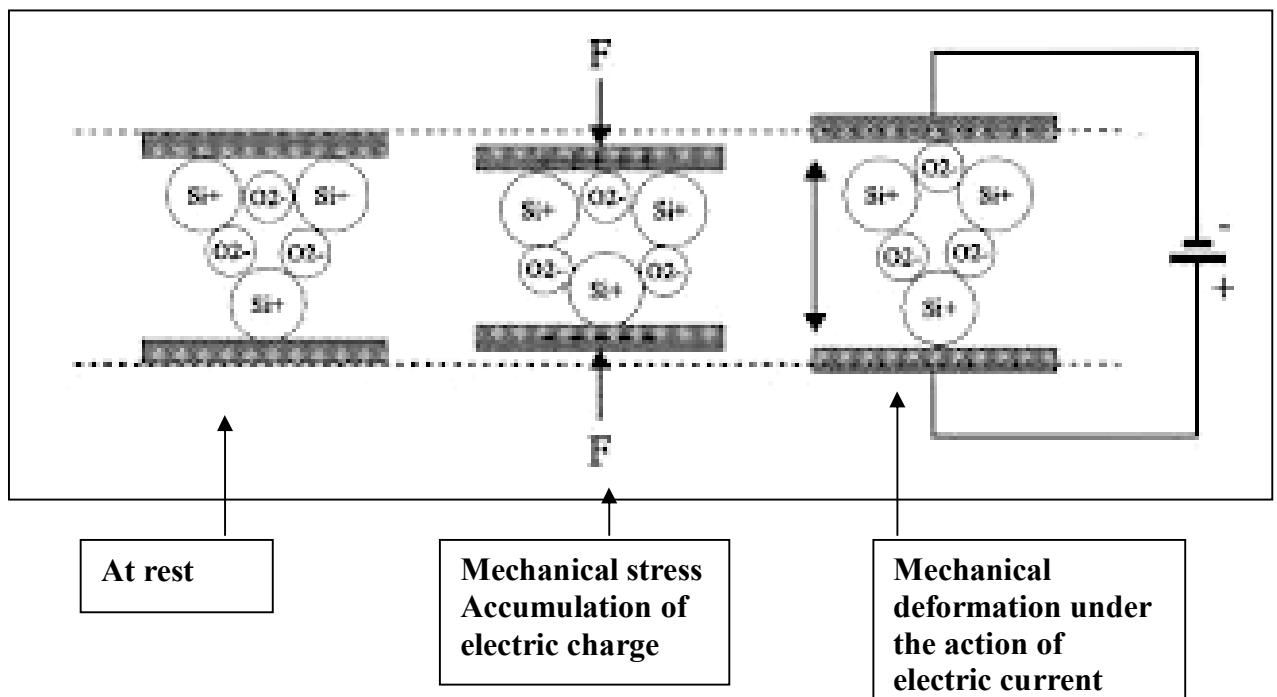 F
Si+ O2- Si+
O2- O2-
Si+
Si+ O2- Si+
O2- O2-
Si+
O2-
Si+ Si+
O2- O2-
Si+
-
+
F
At rest
Mechanical stress
Accumulation of
electric charge
Mechanical
deformation under
the action of
electric current